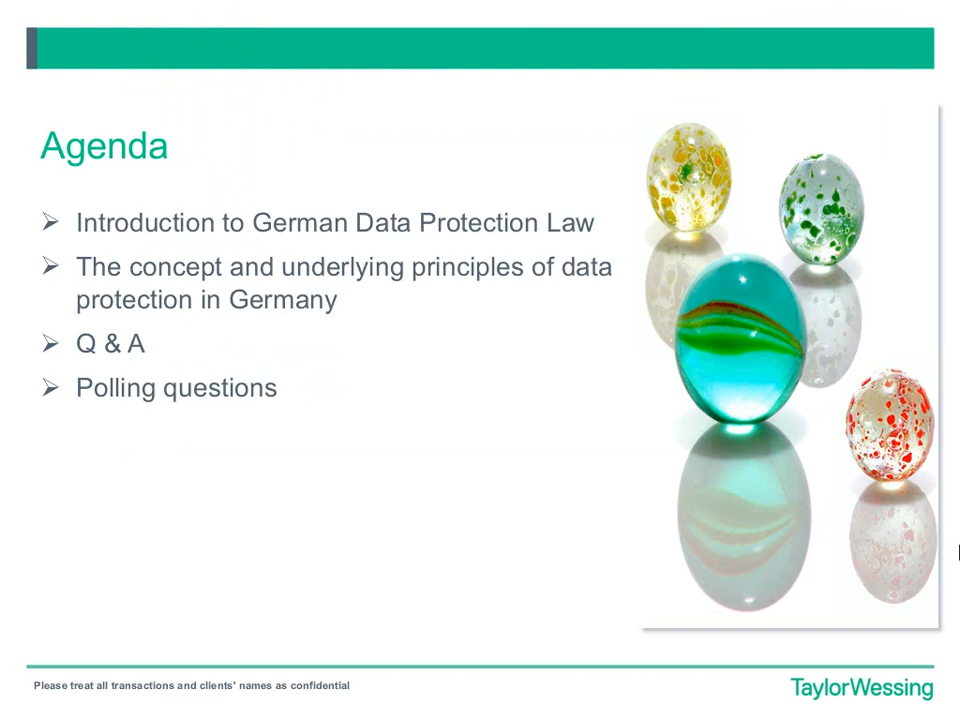 Agenda
Introduction to German Data Protection Law
The concept and underlying principles of data
protection in Germany
Q & A
Polling questions
Please treat all transactions and clients' names as confidential
TaylorWessing